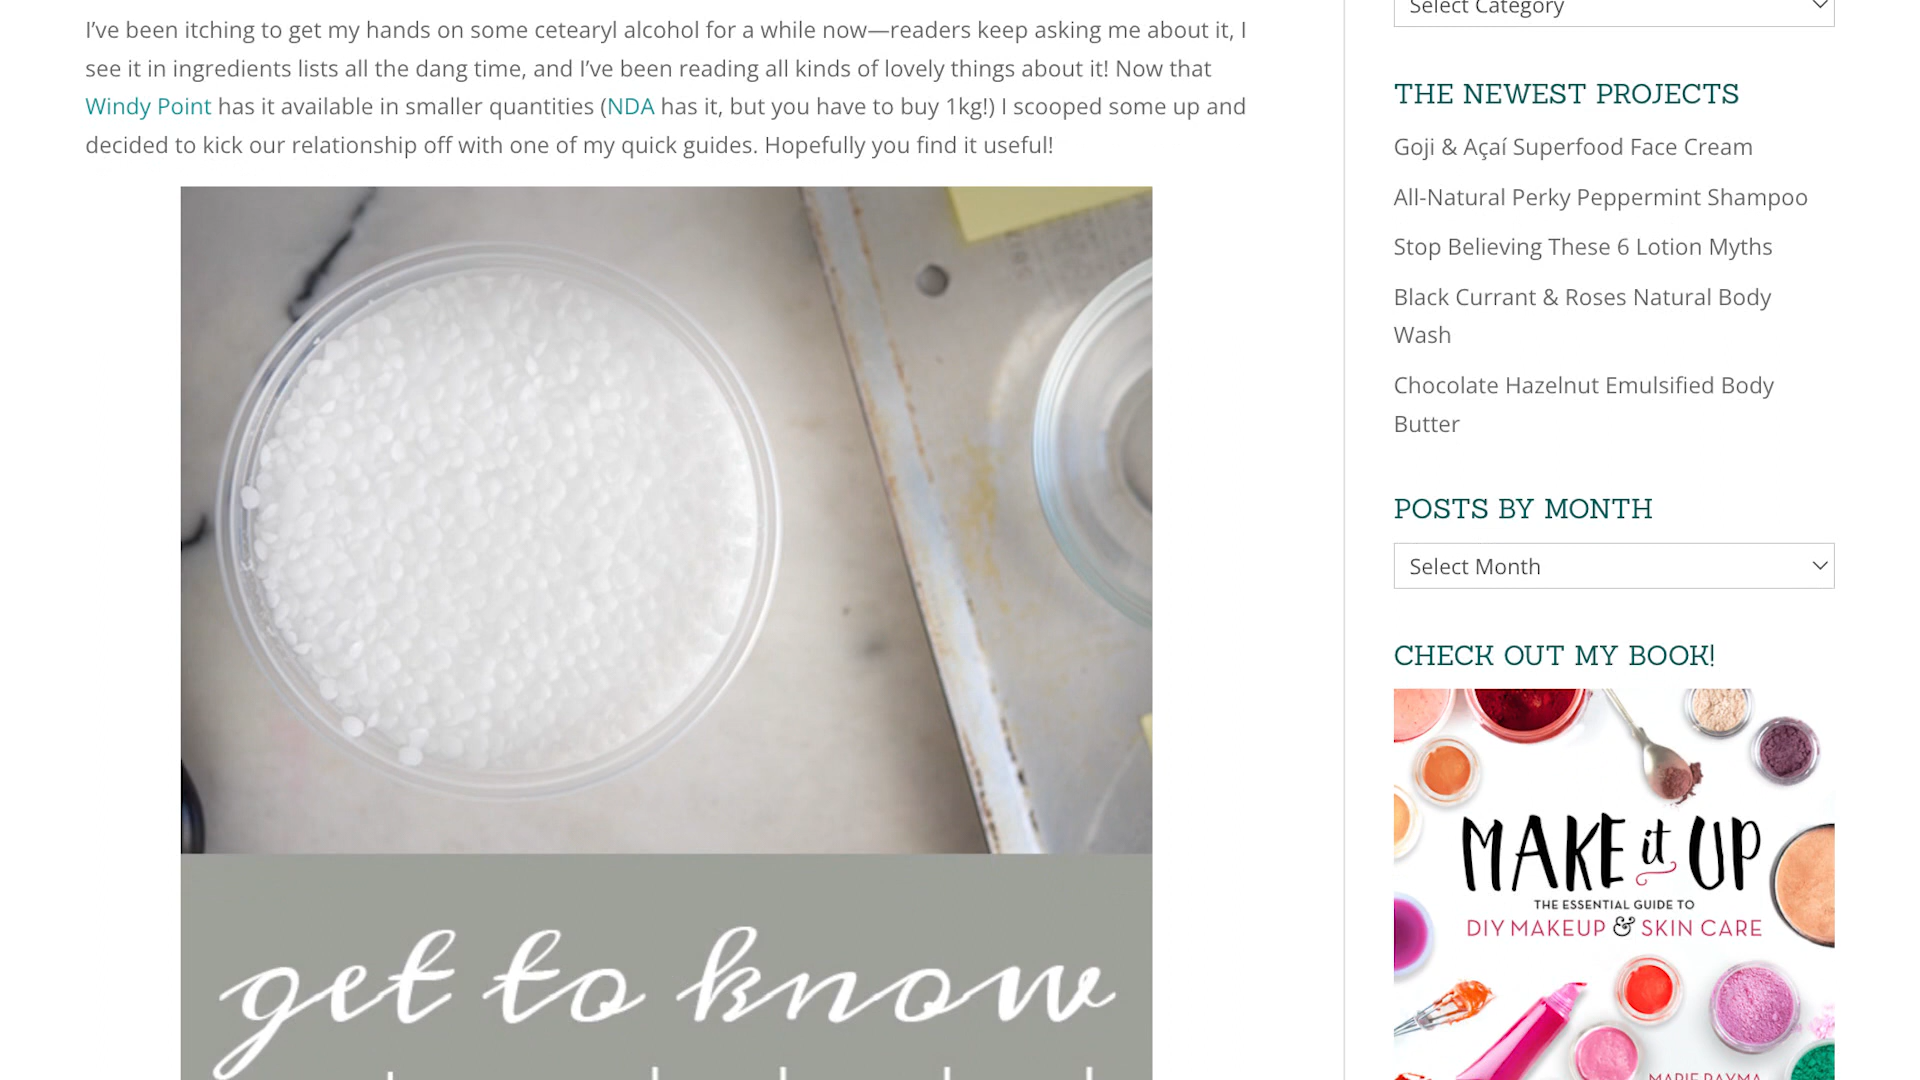 I've been itching to get my hands on some cetearyl alcohol for a while now—readers keep asking me about it, I
see it in ingredients lists all the dang time, and I've been reading all kinds of lovely things about it! Now that
Windy Point has it available in smaller quantities (NDA has it, but you have to buy 1kg!) I scooped some up and
decided to kick our relationship off with one of my quick guides. Hopefully you find it useful!
get to know
Select Category
THE NEWEST PROJECTS
Goji & Açaí Superfood Face Cream
All-Natural Perky Peppermint Shampoo
Stop Believing These 6 Lotion Myths
Black Currant & Roses Natural Body
Wash
Chocolate Hazelnut Emulsified Body
Butter
POSTS BY MONTH
Select Month
CHECK OUT MY BOOK!
MAKE it UP
THE ESSENTIAL GUIDE TO
DIY MAKEUP & SKIN CARE
MARIE RAYMA